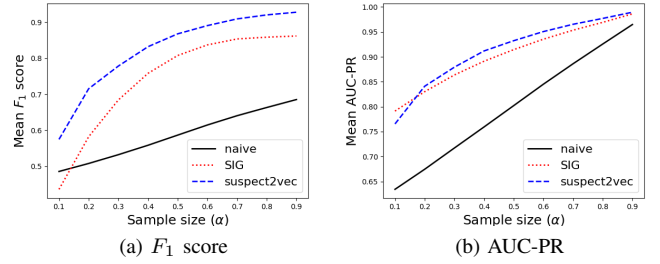 Mean F₁ score
0.9
0.8
0.7
0.6
0.5
0.1 0.2 0.3 0.4 0.5 0.6 0.7 0.8 0.9
Sample size (α)
naive
SIG
suspect2vec
(a) F₁ score
Mean AUC-PR
1.00
0.95
0.90
0.85
0.80
0.75
0.70
0.65
0.1 0.2 0.3 0.4 0.5 0.6 0.7 0.8 0.9
Sample size (α)
naive
SIG
suspect2vec
(b) AUC-PR